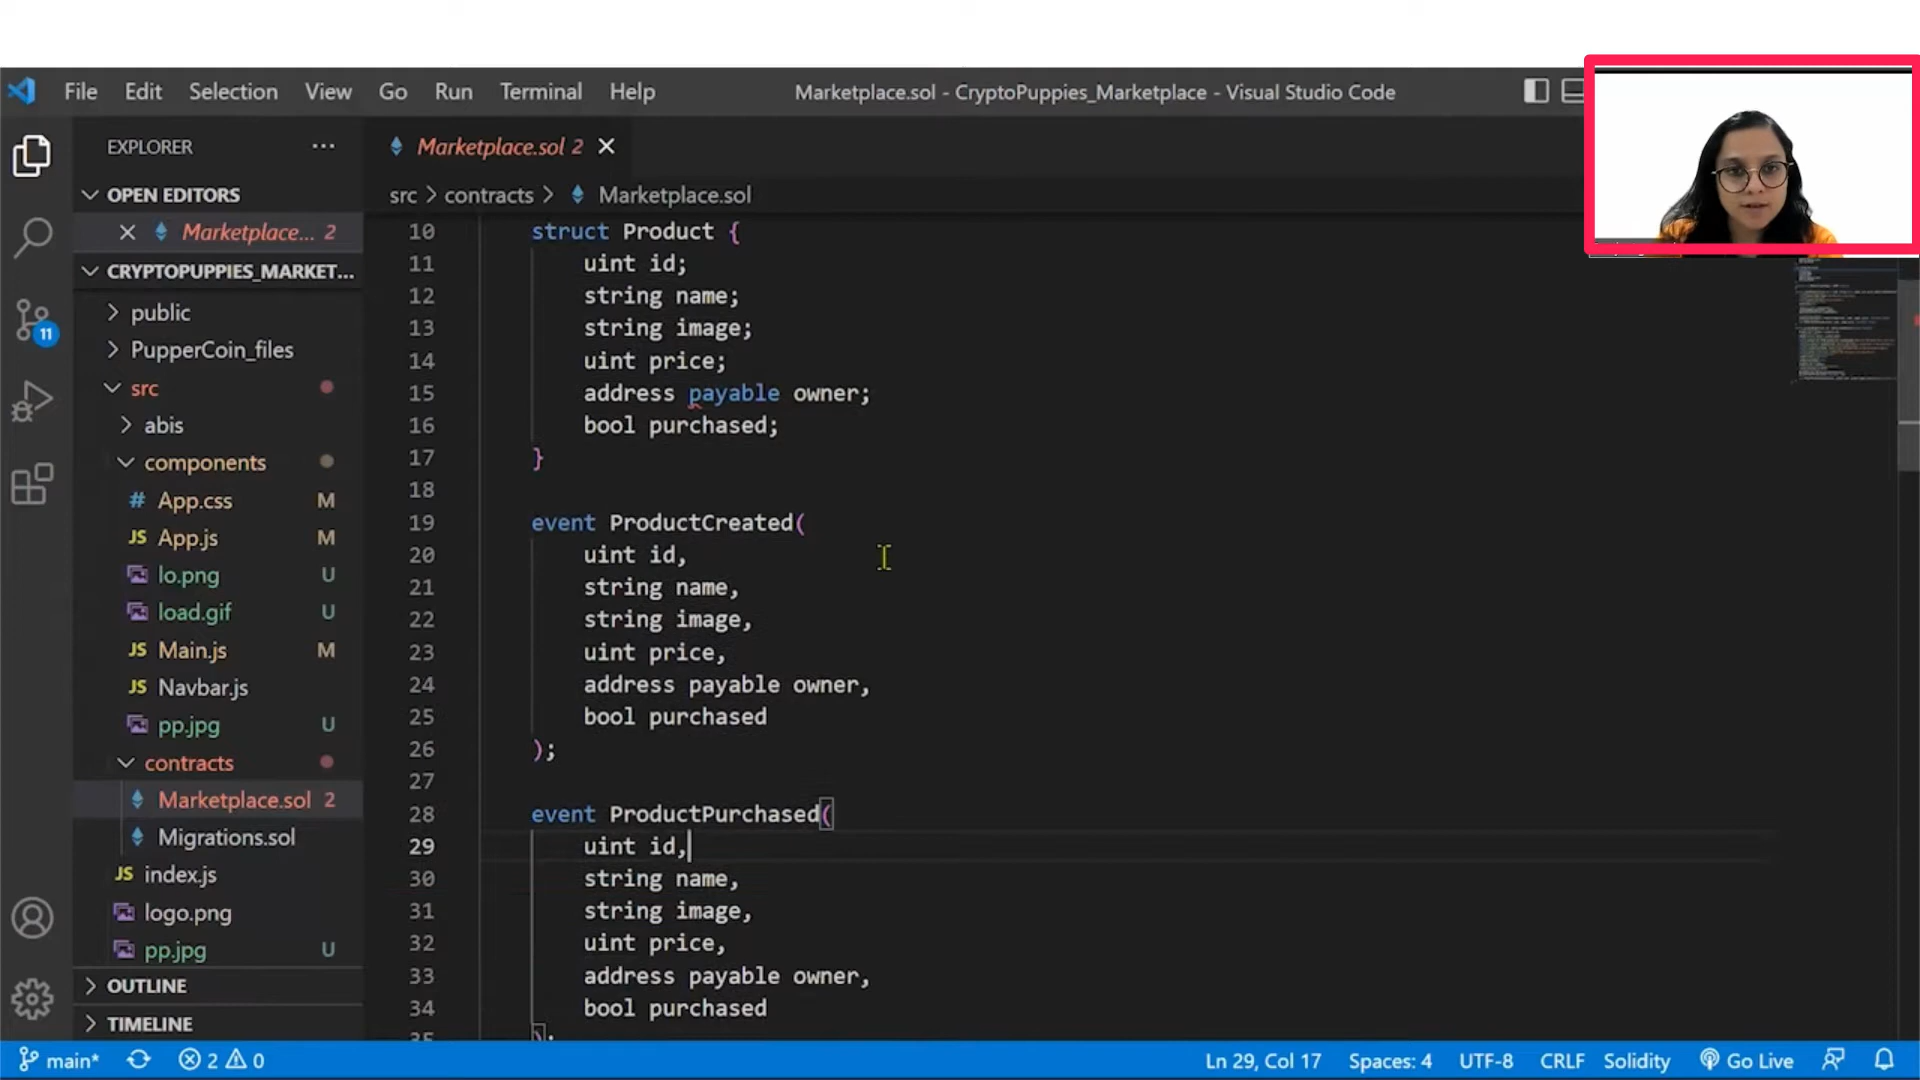 File Edit Selection View Go Run Terminal Help Marketplace.sol - CryptoPuppies_Marketplace - Visual Studio Code
EXPLORER ··· Marketplace.sol 2
OPEN EDITORS
src > contracts > Marketplace.sol
Marketplace... 2
CRYPTOPUPPIES_MARKET...
public
PupperCoin_files
src
abis
components
# App.css M
JS App.js M
lo.png U
load.gif U
JS Main.js M
JS Navbar.js
pp.jpg U
contracts
Marketplace.sol 2
Migrations.sol
JS index.js
logo.png
pp.jpg U
OUTLINE
TIMELINE
11
10 struct Product {
11 uint id;
12 string name;
13 string image;
14 uint price;
15 address payable owner;
16 bool purchased;
17 }
18
19 event ProductCreated(
20 uint id,
21 string name,
22 string image,
23 uint price,
24 address payable owner,
25 bool purchased
26 );
27
28 event ProductPurchased(
29 uint id,
30 string name,
31 string image,
32 uint price,
33 address payable owner,
34 bool purchased
35 );
main* 2 0 Ln 29, Col 17 Spaces: 4 UTF-8 CRLF Solidity Go Live